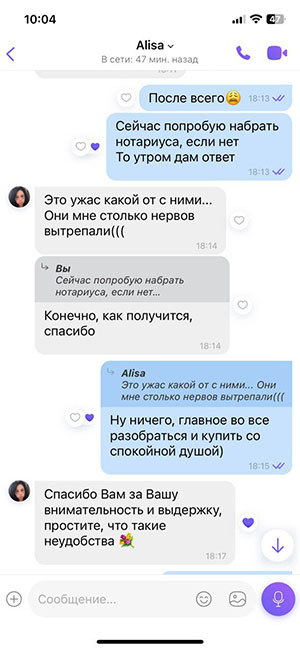 10:04
47
Alisa
В сети: 47 мин. назад
После всего😩
18:13
Сейчас попробую набрать
нотариуса, если нет
То утром дам ответ
18:13
Это ужас какой от с ними...
Они мне столько нервов
вытрепали(((
18:14
Вы
Сейчас попробую набрать
нотариуса, если нет...
Конечно, как получится,
спасибо
18:14
Alisa
Это ужас какой от с ними... Они
мне столько нервов вытрепали(((
Ну ничего, главное во все
разобраться и купить со
спокойной душой)
18:15
Спасибо Вам за Вашу
внимательность и выдержку,
простите, что такие
неудобства 💐
18:17
Сообщение...